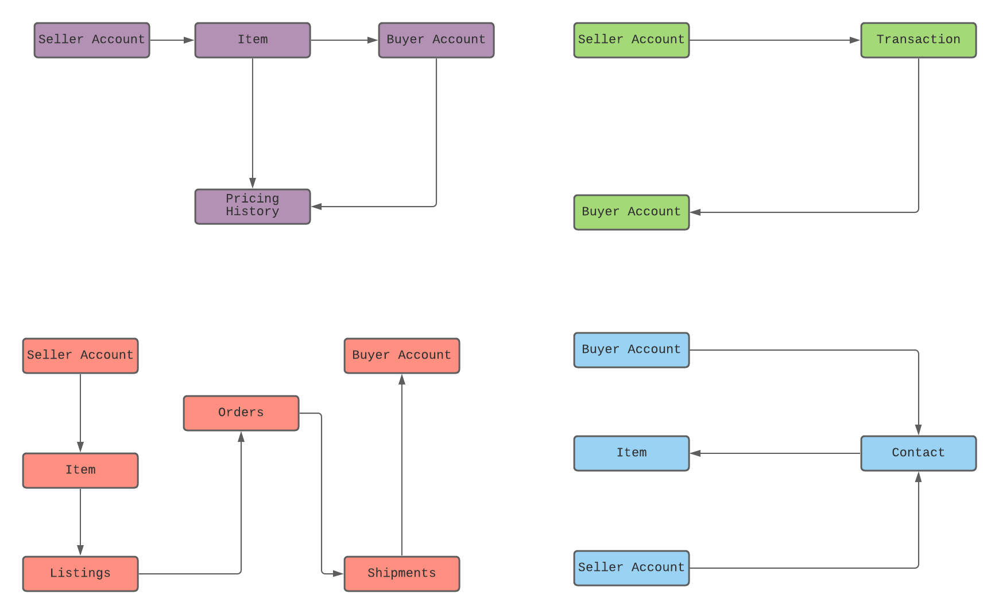 Seller Account
Item
Buyer Account
Pricing
History
Seller Account
Transaction
Buyer Account
Seller Account
Buyer Account
Orders
Item
Listings
Shipments
Buyer Account
Item
Contact
Seller Account